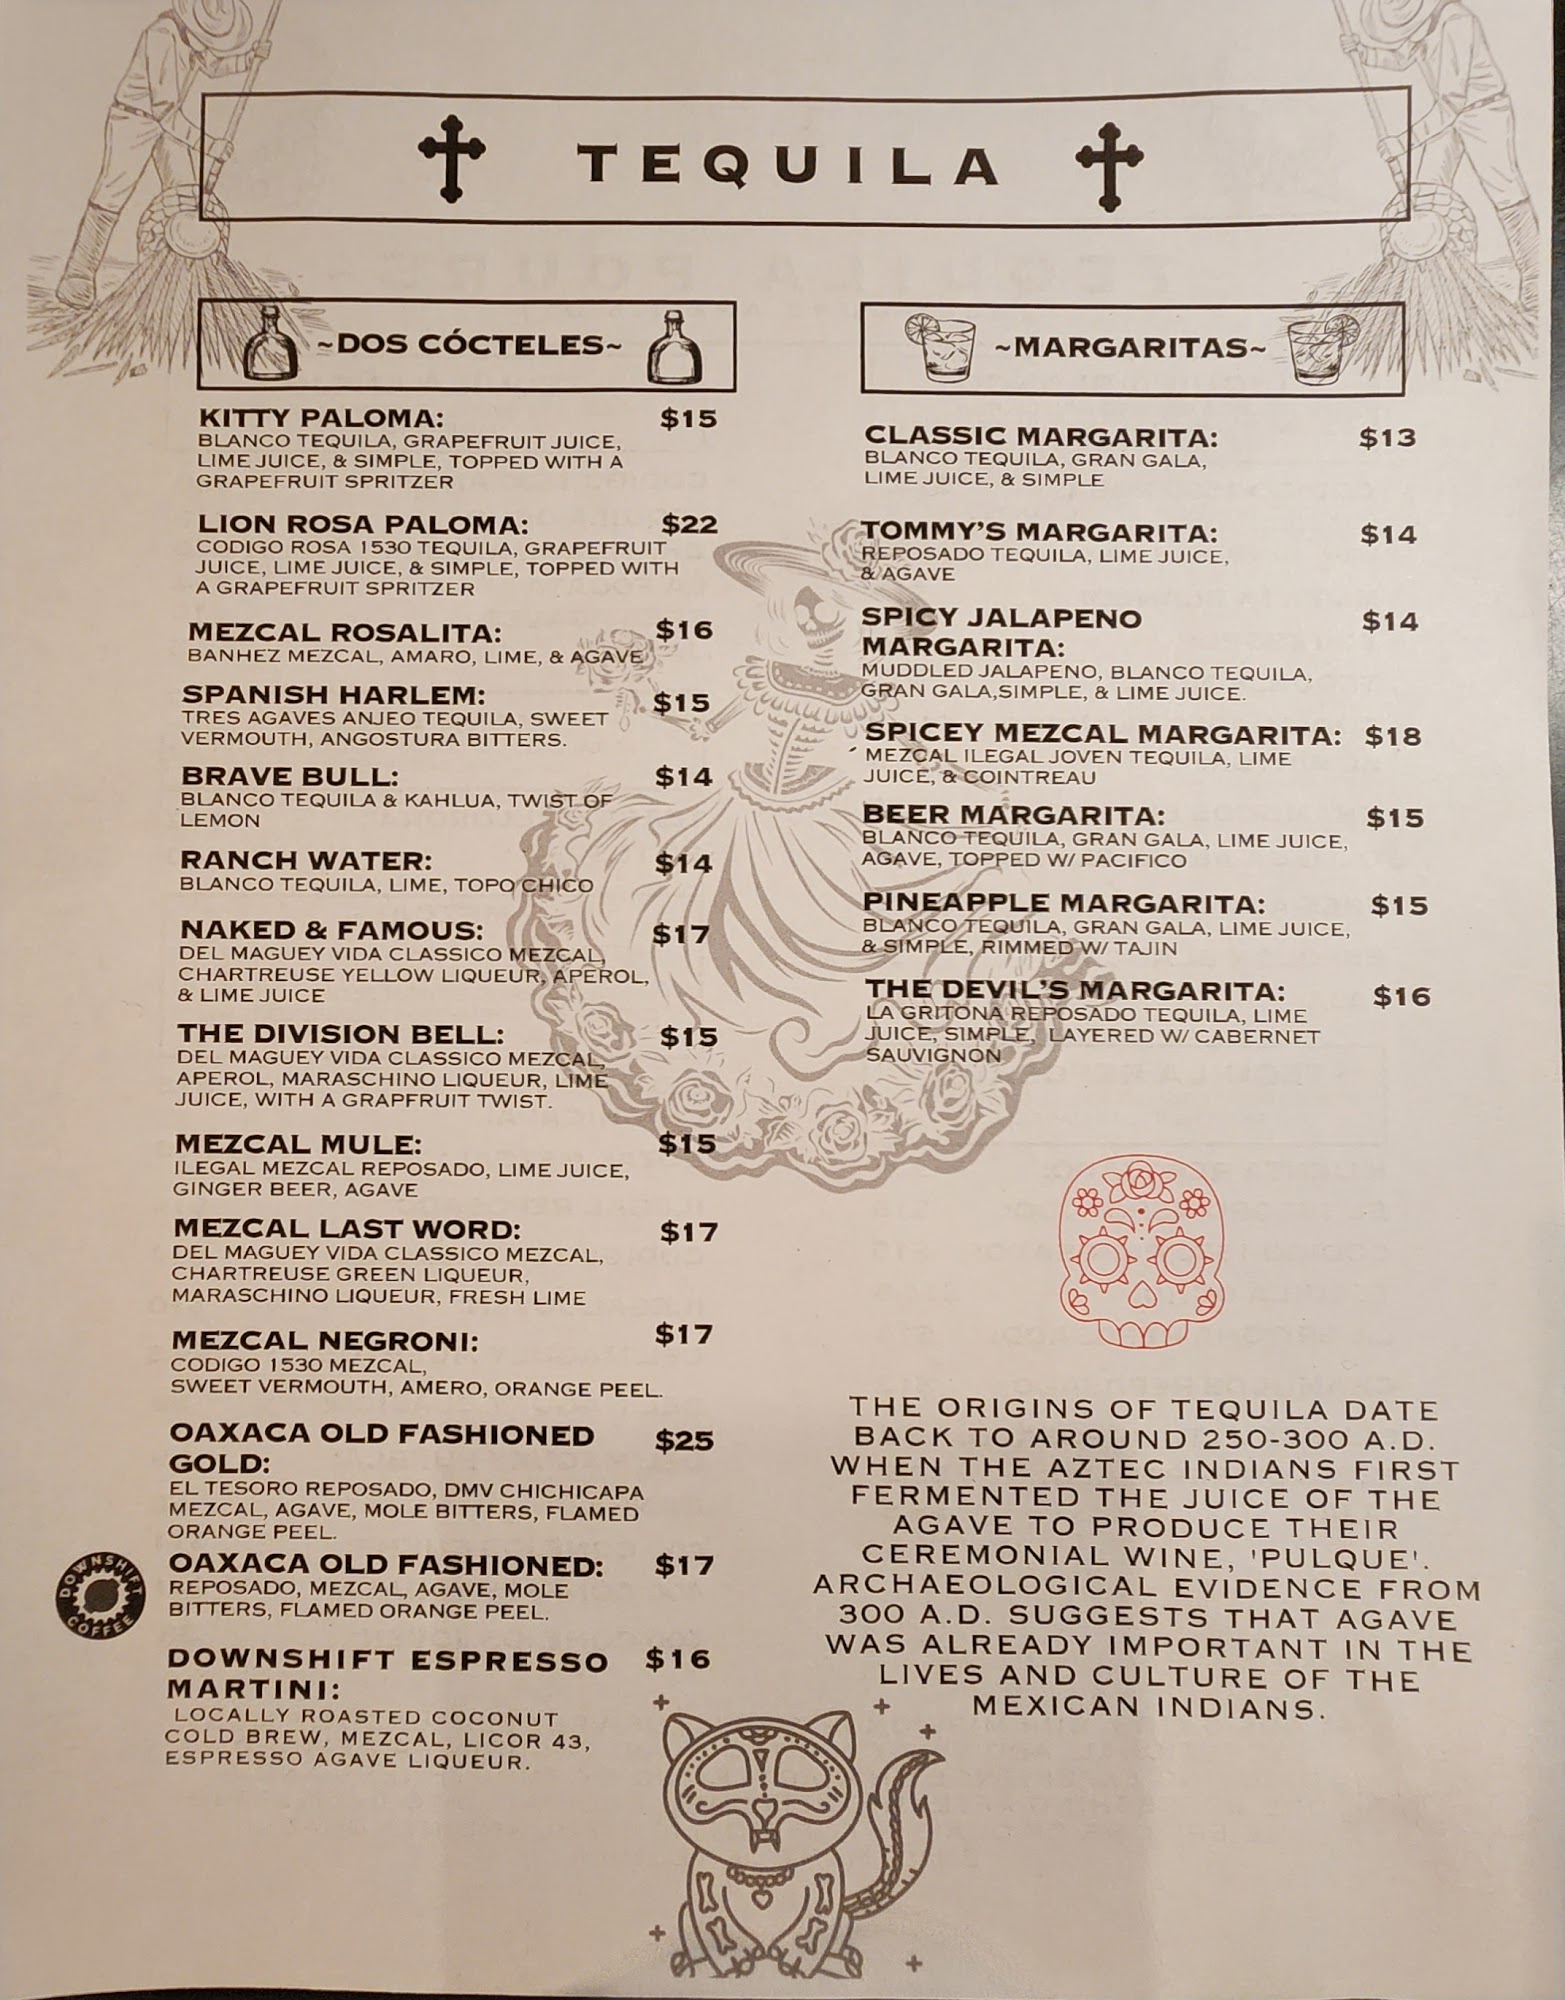 TEQUILA
~DOS CÓCTELES~
KITTY PALOMA: $15
BLANCO TEQUILA, GRAPEFRUIT JUICE,
LIME JUICE, & SIMPLE, TOPPED WITH A
GRAPEFRUIT SPRITZER
LION ROSA PALOMA: $22
CODIGO ROSA 1530 TEQUILA, GRAPEFRUIT
JUICE, LIME JUICE, & SIMPLE, TOPPED WITH
A GRAPEFRUIT SPRITZER
MEZCAL ROSALITA: $16
BANHEZ MEZCAL, AMARO, LIME, & AGAVE
SPANISH HARLEM: $15
TRES AGAVES ANJEO TEQUILA, SWEET
VERMOUTH, ANGOSTURA BITTERS.
BRAVE BULL: $14
BLANCO TEQUILA & KAHLUA, TWIST OF
LEMON
RANCH WATER: $14
BLANCO TEQUILA, LIME, TOPO CHICO
NAKED & FAMOUS: $17
DEL MAGUEY VIDA CLASSICO MEZCAL,
CHARTREUSE YELLOW LIQUEUR, APEROL,
& LIME JUICE
THE DIVISION BELL: $15
DEL MAGUEY VIDA CLASSICO MEZCAL,
APEROL, MARASCHINO LIQUEUR, LIME
JUICE, WITH A GRAPFRUIT TWIST.
MEZCAL MULE: $15
ILEGAL MEZCAL REPOSADO, LIME JUICE,
GINGER BEER, AGAVE
MEZCAL LAST WORD: $17
DEL MAGUEY VIDA CLASSICO MEZCAL,
CHARTREUSE GREEN LIQUEUR,
MARASCHINO LIQUEUR, FRESH LIME
MEZCAL NEGRONI: $17
CODIGO 1530 MEZCAL,
SWEET VERMOUTH, AMERO, ORANGE PEEL.
OAXACA OLD FASHIONED $25
GOLD:
EL TESORO REPOSADO, DMV CHICHICAPA
MEZCAL, AGAVE, MOLE BITTERS, FLAMED
ORANGE PEEL.
OAXACA OLD FASHIONED: $17
REPOSADO, MEZCAL, AGAVE, MOLE
BITTERS, FLAMED ORANGE PEEL.
DOWNSHIFT
COFFEE
DOWNSHIFT ESPRESSO $16
MARTINI:
LOCALLY ROASTED COCONUT
COLD BREW, MEZCAL, LICOR 43,
ESPRESSO AGAVE LIQUEUR.
~MARGARITAS~
CLASSIC MARGARITA: $13
BLANCO TEQUILA, GRAN GALA,
LIME JUICE, & SIMPLE
TOMMY'S MARGARITA: $14
REPOSADO TEQUILA, LIME JUICE,
& AGAVE
SPICY JALAPENO $14
MARGARITA:
MUDDLED JALAPENO, BLANCO TEQUILA,
GRAN GALA,SIMPLE, & LIME JUICE.
SPICEY MEZCAL MARGARITA: $18
MEZCAL ILEGAL JOVEN TEQUILA, LIME
JUICE, & COINTREAU
BEER MARGARITA: $15
BLANCO TEQUILA, GRAN GALA, LIME JUICE,
AGAVE, TOPPED W/ PACIFICO
PINEAPPLE MARGARITA: $15
BLANCO TEQUILA, GRAN GALA, LIME JUICE,
& SIMPLE, RIMMED W/ TAJIN
THE DEVIL'S MARGARITA: $16
LA GRITONA REPOSADO TEQUILA, LIME
JUICE, SIMPLE, LAYERED W/ CABERNET
SAUVIGNON
THE ORIGINS OF TEQUILA DATE
BACK TO AROUND 250-300 A.D.
WHEN THE AZTEC INDIANS FIRST
FERMENTED THE JUICE OF THE
AGAVE TO PRODUCE THEIR
CEREMONIAL WINE, 'PULQUE'.
ARCHAEOLOGICAL EVIDENCE FROM
300 A.D. SUGGESTS THAT AGAVE
WAS ALREADY IMPORTANT IN THE
LIVES AND CULTURE OF THE
MEXICAN INDIANS.